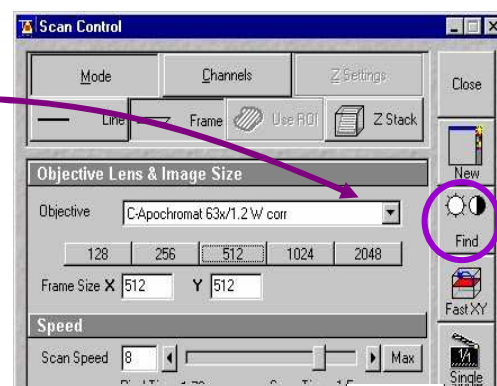 Scan Control
Mode Channels Z Settings Close
Line Frame Use ROI Z Stack
New
Objective Lens & Image Size
Objective C-Apochromat 63x/1.2 W corr
Find
128 256 512 1024 2048
Frame Size X 512 Y 512
Fast XY
Speed
Scan Speed 8 Max
Single